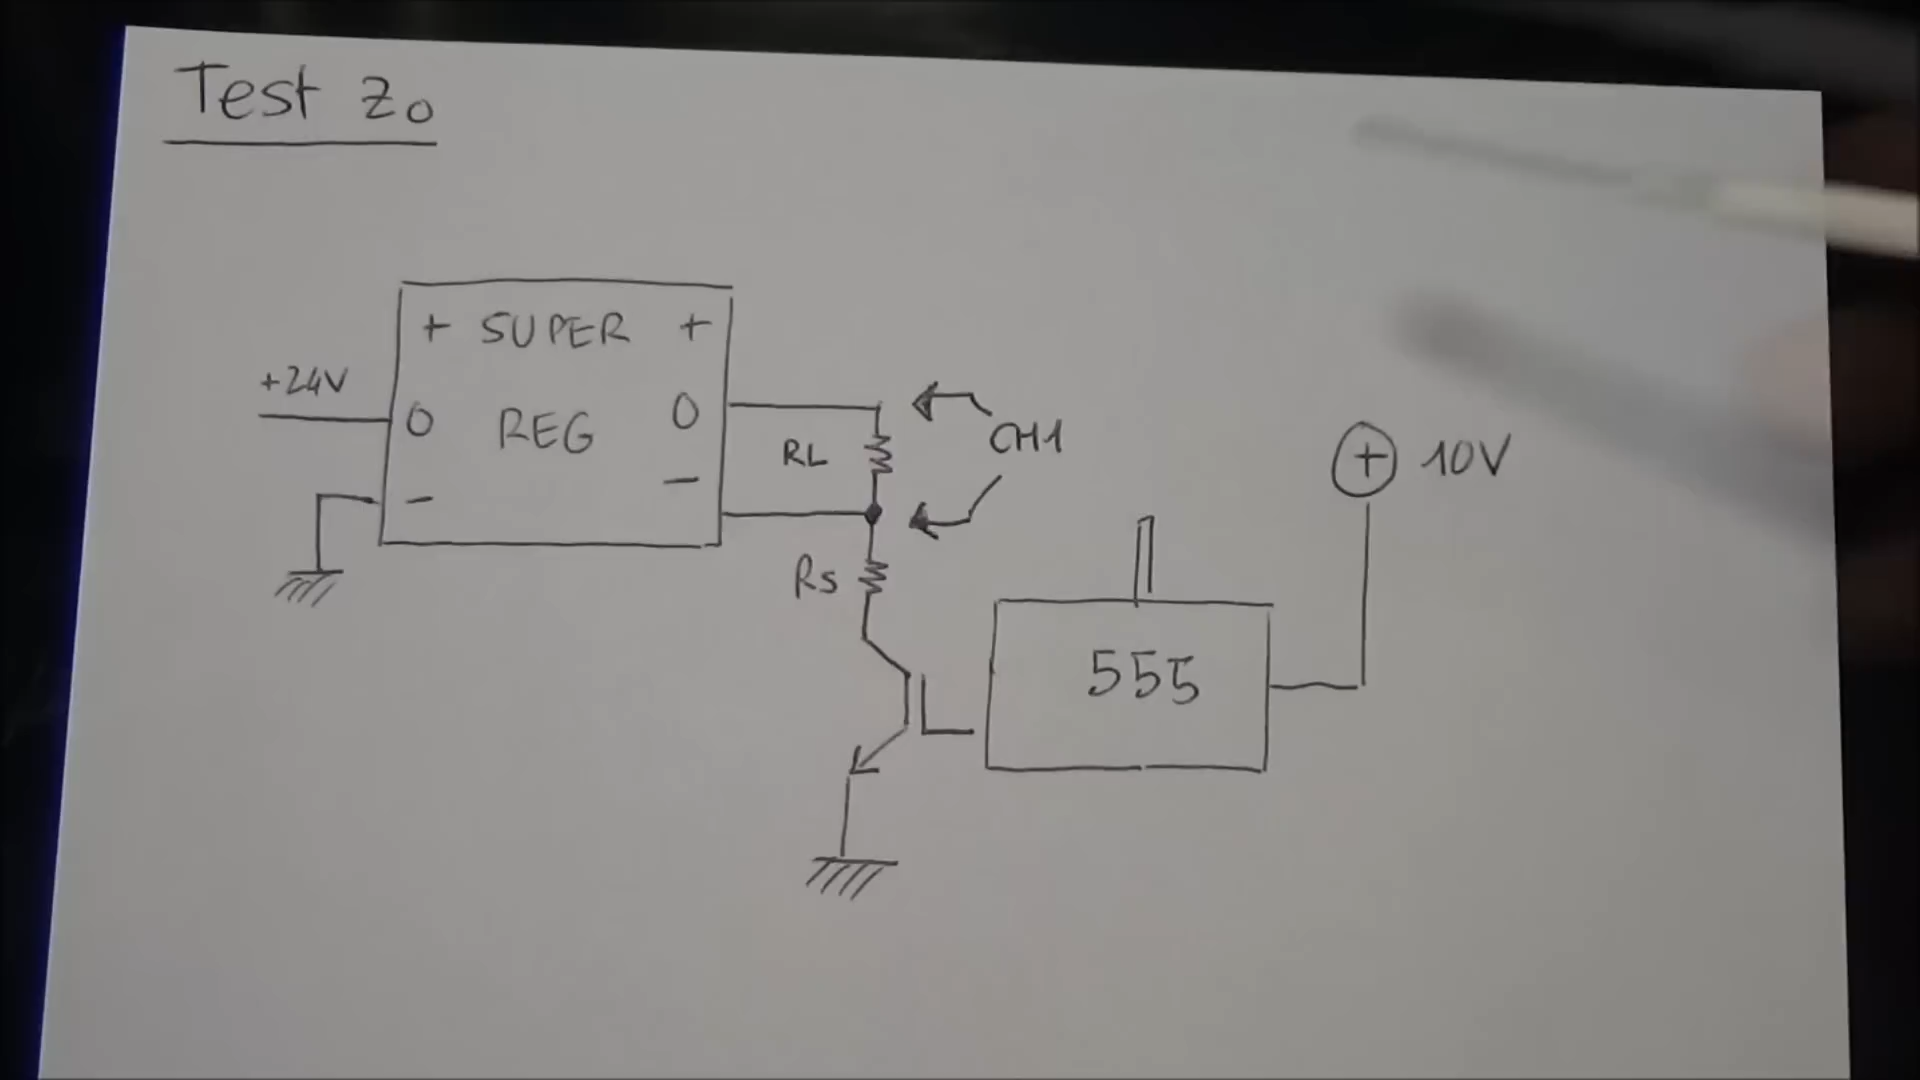 Test Zo
+ SUPER +
+24V
O REG O
- -
RL
CH1
+ 10V
Rs
555